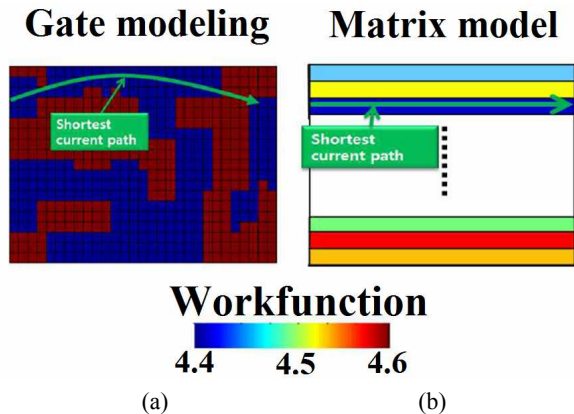 Gate modeling
Matrix model
Shortest
current path
Shortest
current path
Workfunction
4.4
4.5
4.6
(a)
(b)